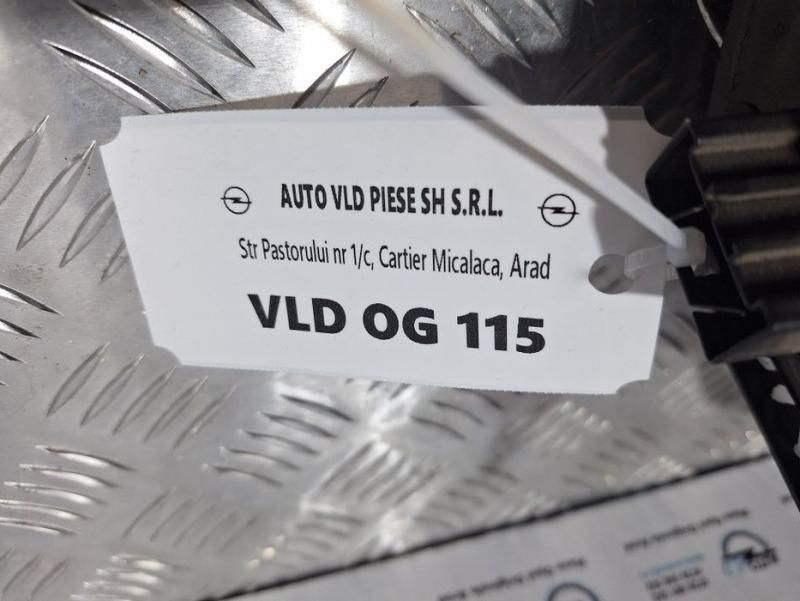 AUTO VLD PIESE SH S.R.L.
Str Pastorului nr 1/c, Cartier Micalaca, Arad
VLD OG 115